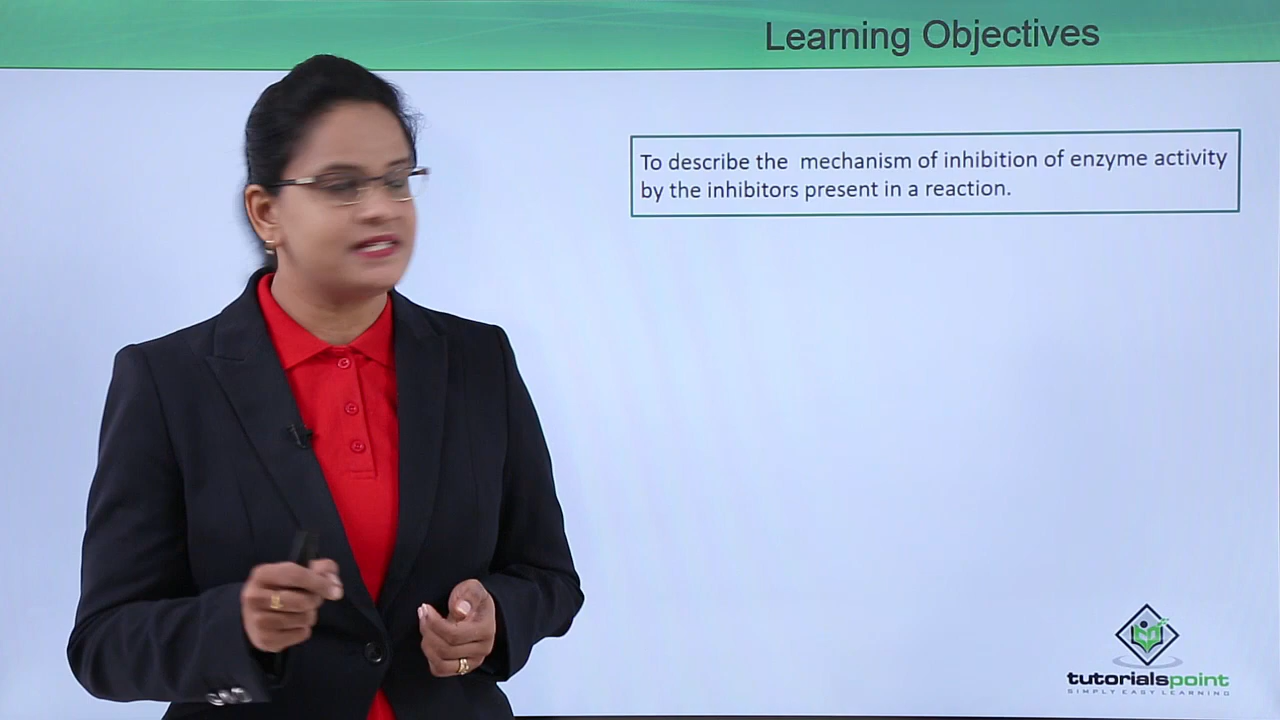 Learning Objectives
To describe the  mechanism of inhibition of enzyme activity
by the inhibitors present in a reaction.
tutorialspoint
SIMPLY EASY LEARNING